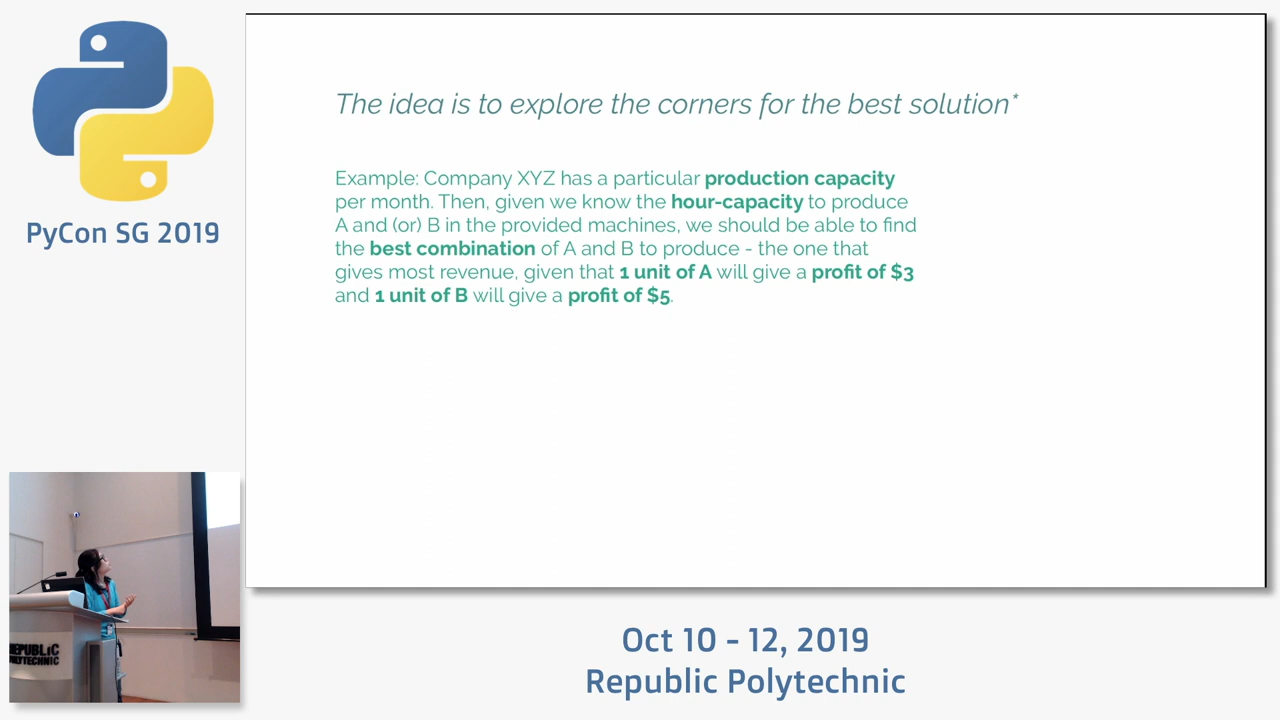 PyCon SG 2019
The idea is to explore the corners for the best solution*
Example: Company XYZ has a particular production capacity
per month. Then, given we know the hour-capacity to produce
A and (or) B in the provided machines, we should be able to find
the best combination of A and B to produce - the one that
gives most revenue, given that 1 unit of A will give a profit of $3
and 1 unit of B will give a profit of $5.
REPUBLIC
POLYTECHNIC
Oct 10 - 12, 2019
Republic Polytechnic